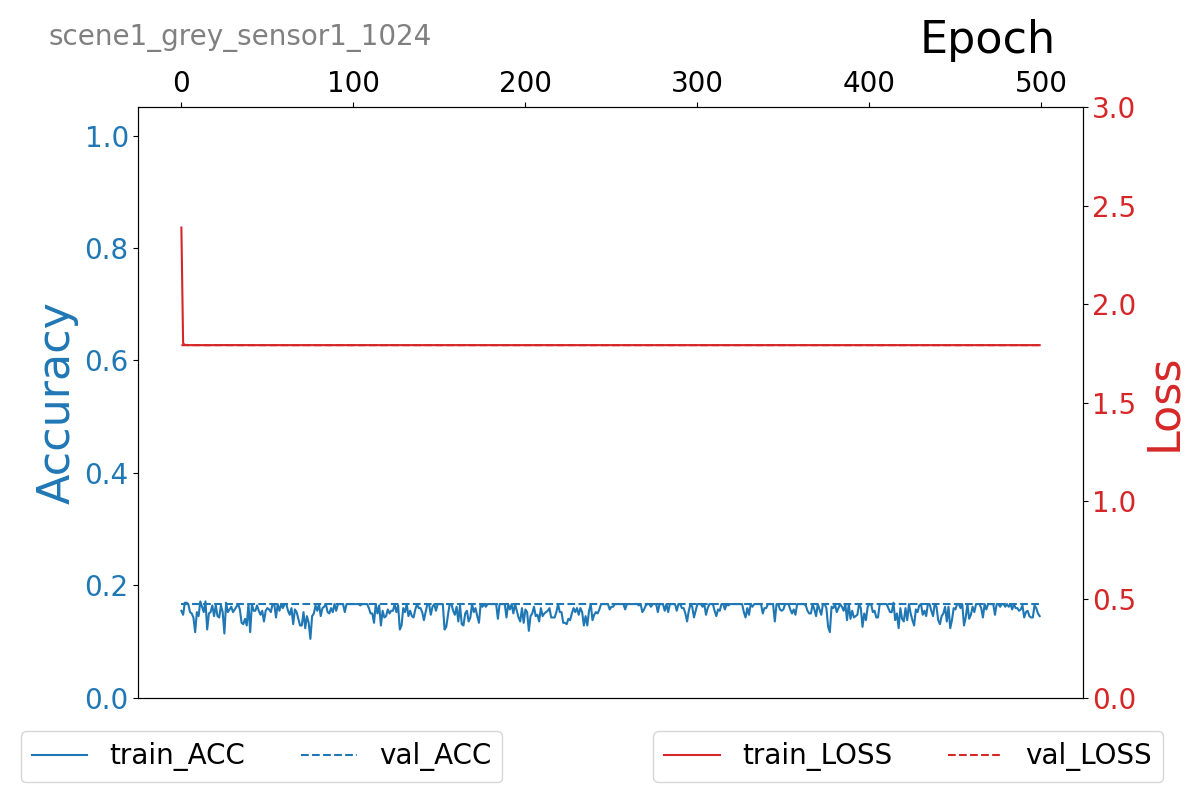 scene1_grey_sensor1_1024
Epoch
0 100 200 300 400 500
1.0
0.8
0.6
0.4
0.2
0.0
Accuracy
3.0
2.5
2.0
1.5
1.0
0.5
0.0
Loss
train_ACC val_ACC
train_LOSS val_LOSS